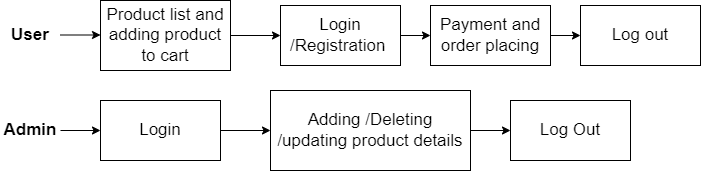 User
Product list and
adding product
to cart
Login
/Registration
Payment and
order placing
Log out
Admin
Login
Adding /Deleting
/updating product details
Log Out